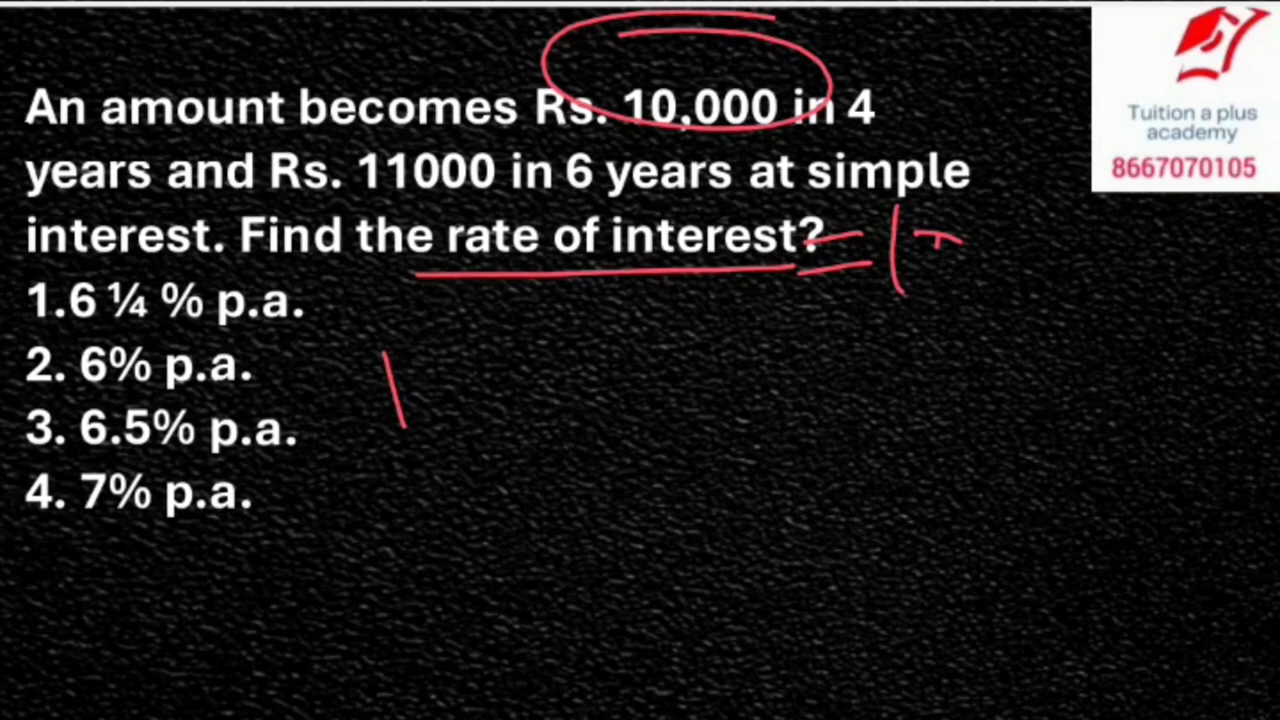 An amount becomes Rs. 10,000 in 4
years and Rs. 11000 in 6 years at simple
interest. Find the rate of interest?
1.6 ¼ % p.a.
2. 6% p.a.
3. 6.5% p.a.
4. 7% p.a.
Tuition a plus
academy
8667070105